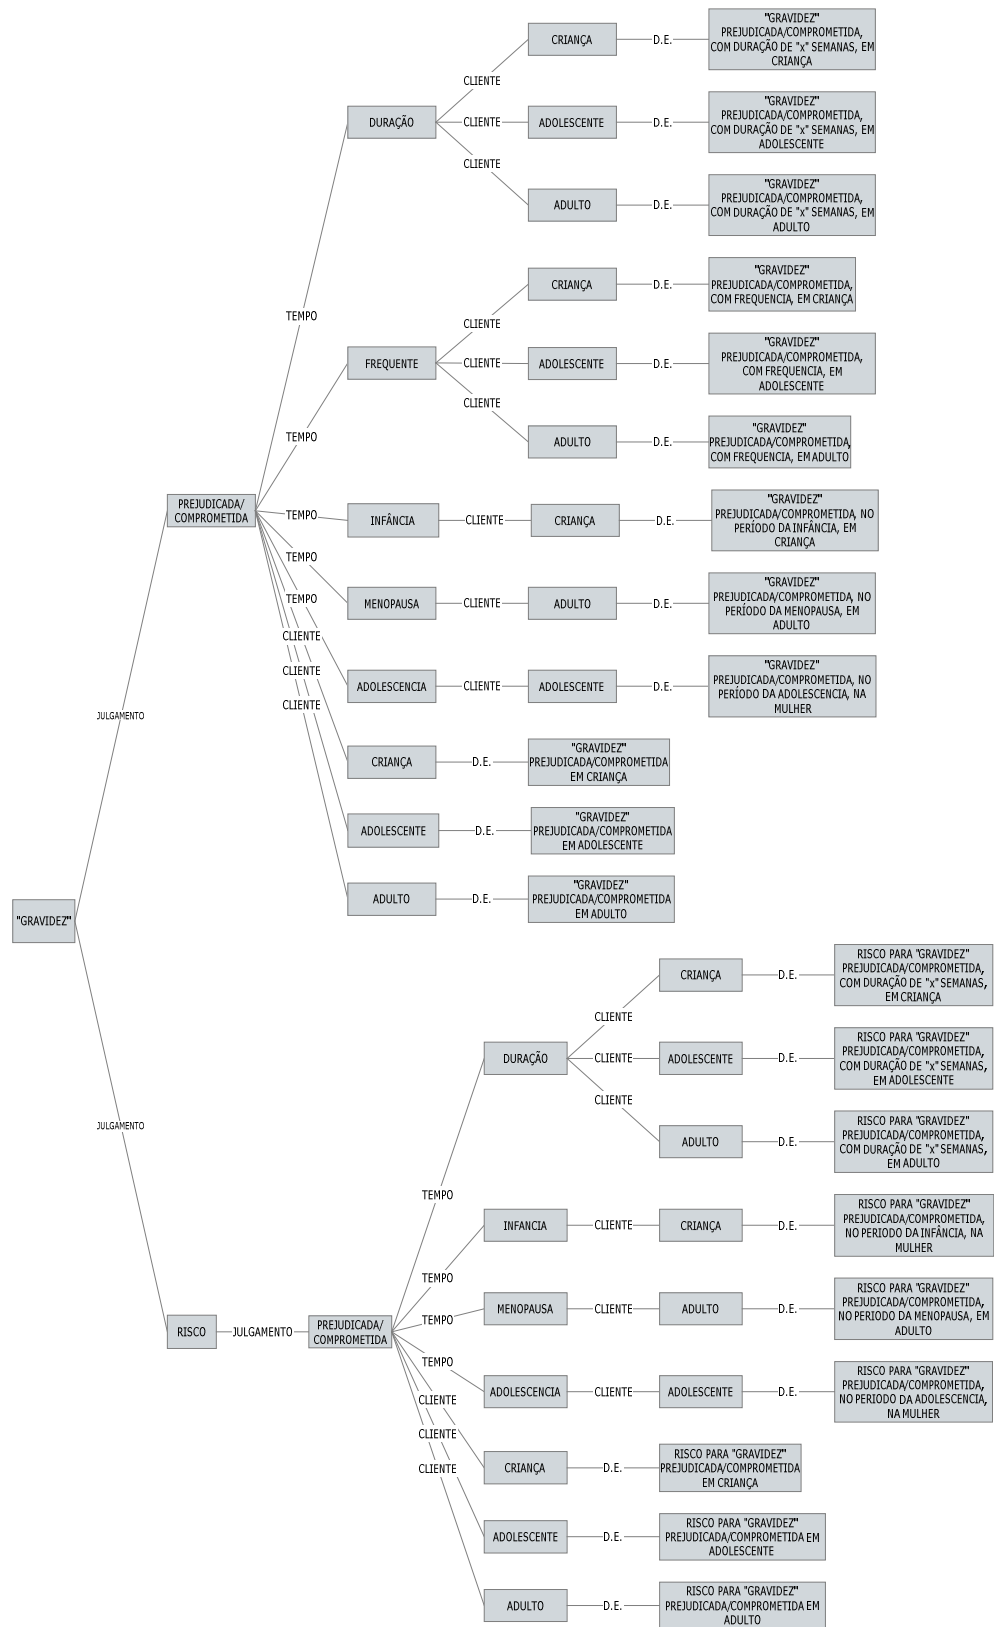 CRIANÇA
D.E.
"GRAVIDEZ"
PREJUDICADA/COMPROMETIDA,
COM DURAÇÃO DE "x" SEMANAS, EM
CRIANÇA
CLIENTE
DURAÇÃO
CLIENTE
ADOLESCENTE
D.E.
"GRAVIDEZ"
PREJUDICADA/COMPROMETIDA,
COM DURAÇÃO DE "x" SEMANAS, EM
ADOLESCENTE
CLIENTE
ADULTO
D.E.
"GRAVIDEZ"
PREJUDICADA/COMPROMETIDA,
COM DURAÇÃO DE "x" SEMANAS, EM
ADULTO
TEMPO
CRIANÇA
D.E.
"GRAVIDEZ"
PREJUDICADA/COMPROMETIDA,
COM FREQUENCIA, EM CRIANÇA
CLIENTE
FREQUENTE
CLIENTE
ADOLESCENTE
D.E.
"GRAVIDEZ"
PREJUDICADA/COMPROMETIDA,
COM FREQUENCIA, EM
ADOLESCENTE
CLIENTE
TEMPO
ADULTO
D.E.
"GRAVIDEZ"
PREJUDICADA/COMPROMETIDA,
COM FREQUENCIA, EM ADULTO
PREJUDICADA/
COMPROMETIDA
TEMPO
INFÂNCIA
CLIENTE
CRIANÇA
D.E.
"GRAVIDEZ"
PREJUDICADA/COMPROMETIDA, NO
PERÍODO DA INFÂNCIA, EM
CRIANÇA
TEMPO
MENOPAUSA
CLIENTE
ADULTO
D.E.
"GRAVIDEZ"
PREJUDICADA/COMPROMETIDA, NO
PERÍODO DA MENOPAUSA, EM
ADULTO
TEMPO
ADOLESCENCIA
CLIENTE
ADOLESCENTE
D.E.
"GRAVIDEZ"
PREJUDICADA/COMPROMETIDA, NO
PERÍODO DA ADOLESCENCIA, NA
MULHER
CLIENTE
CLIENTE
CLIENTE
JULGAMENTO
CRIANÇA
D.E.
"GRAVIDEZ"
PREJUDICADA/COMPROMETIDA
EM CRIANÇA
ADOLESCENTE
D.E.
"GRAVIDEZ"
PREJUDICADA/COMPROMETIDA
EM ADOLESCENTE
ADULTO
D.E.
"GRAVIDEZ"
PREJUDICADA/COMPROMETIDA
EM ADULTO
"GRAVIDEZ"
CRIANÇA
D.E.
RISCO PARA "GRAVIDEZ"
PREJUDICADA/COMPROMETIDA,
COM DURAÇÃO DE "x" SEMANAS,
EM CRIANÇA
CLIENTE
DURAÇÃO
CLIENTE
ADOLESCENTE
D.E.
RISCO PARA "GRAVIDEZ"
PREJUDICADA/COMPROMETIDA,
COM DURAÇÃO DE "x" SEMANAS,
EM ADOLESCENTE
CLIENTE
JULGAMENTO
ADULTO
D.E.
RISCO PARA "GRAVIDEZ"
PREJUDICADA/COMPROMETIDA,
COM DURAÇÃO DE "x" SEMANAS,
EM ADULTO
TEMPO
INFANCIA
CLIENTE
CRIANÇA
D.E.
RISCO PARA "GRAVIDEZ"
PREJUDICADA/COMPROMETIDA,
NO PERIODO DA INFÂNCIA, NA
MULHER
TEMPO
MENOPAUSA
CLIENTE
ADULTO
D.E.
RISCO PARA "GRAVIDEZ"
PREJUDICADA/COMPROMETIDA,
NO PERIODO DA MENOPAUSA, EM
ADULTO
TEMPO
RISCO
JULGAMENTO
PREJUDICADA/
COMPROMETIDA
TEMPO
ADOLESCENCIA
CLIENTE
ADOLESCENTE
D.E.
RISCO PARA "GRAVIDEZ"
PREJUDICADA/COMPROMETIDA,
NO PERIODO DA ADOLESCENCIA,
NA MULHER
CLIENTE
CLIENTE
CLIENTE
CRIANÇA
D.E.
RISCO PARA "GRAVIDEZ"
PREJUDICADA/COMPROMETIDA
EM CRIANÇA
ADOLESCENTE
D.E.
RISCO PARA "GRAVIDEZ"
PREJUDICADA/COMPROMETIDA EM
ADOLESCENTE
ADULTO
D.E.
RISCO PARA "GRAVIDEZ"
PREJUDICADA/COMPROMETIDA EM
ADULTO